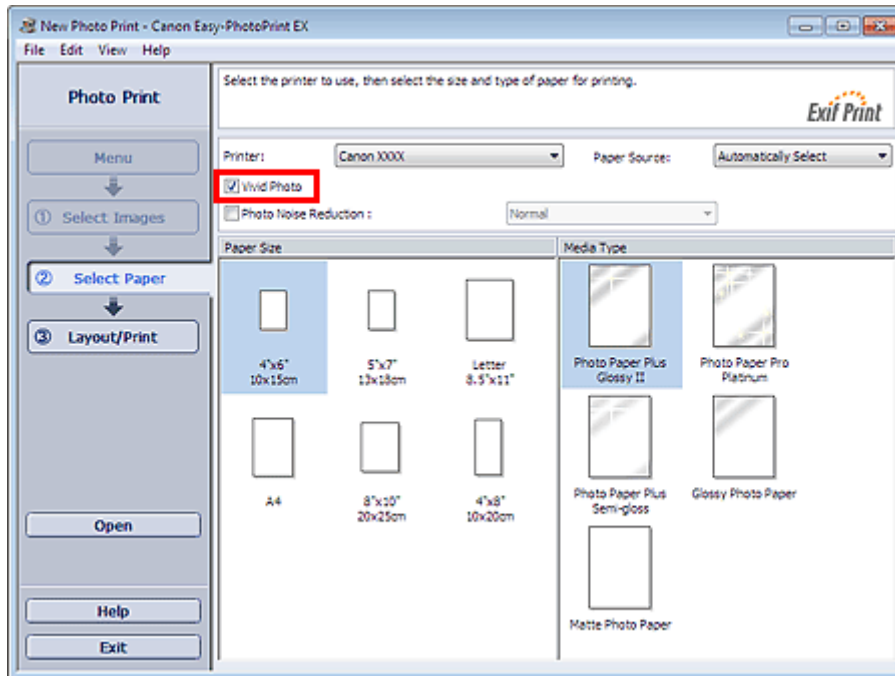 New Photo Print - Canon Easy-PhotoPrint EX
File Edit View Help
Photo Print
Menu
① Select Images
② Select Paper
③ Layout/Print
Open
Help
Exit
Select the printer to use, then select the size and type of paper for printing.
Exif Print
Printer: Canon XXXX Paper Source: Automatically Select
Vivid Photo
Photo Noise Reduction : Normal
Paper Size
4"x6"
10x15cm
5"x7"
13x18cm
Letter
8.5"x11"
A4
8"x10"
20x25cm
4"x8"
10x20cm
Media Type
Photo Paper Plus
Glossy II
Photo Paper Pro
Platinum
Photo Paper Plus
Semi-gloss
Glossy Photo Paper
Matte Photo Paper